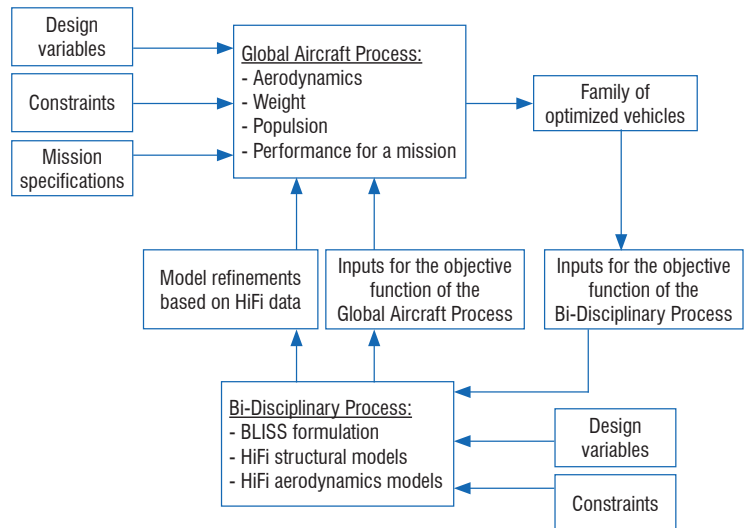 Design
variables
Constraints
Mission
specifications
Global Aircraft Process:
- Aerodynamics
- Weight
- Populsion
- Performance for a mission
Family of
optimized vehicles
Model refinements
based on HiFi data
Inputs for the objective
function of the
Global Aircraft Process
Inputs for the objective
function of the
Bi-Disciplinary Process
Bi-Disciplinary Process:
- BLISS formulation
- HiFi structural models
- HiFi aerodynamics models
Design
variables
Constraints